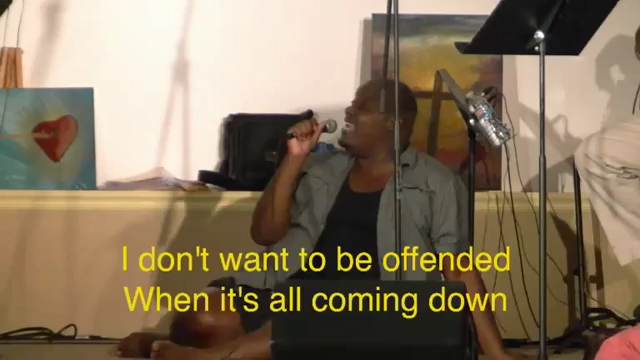 I don't want to be offended
When it's all coming down